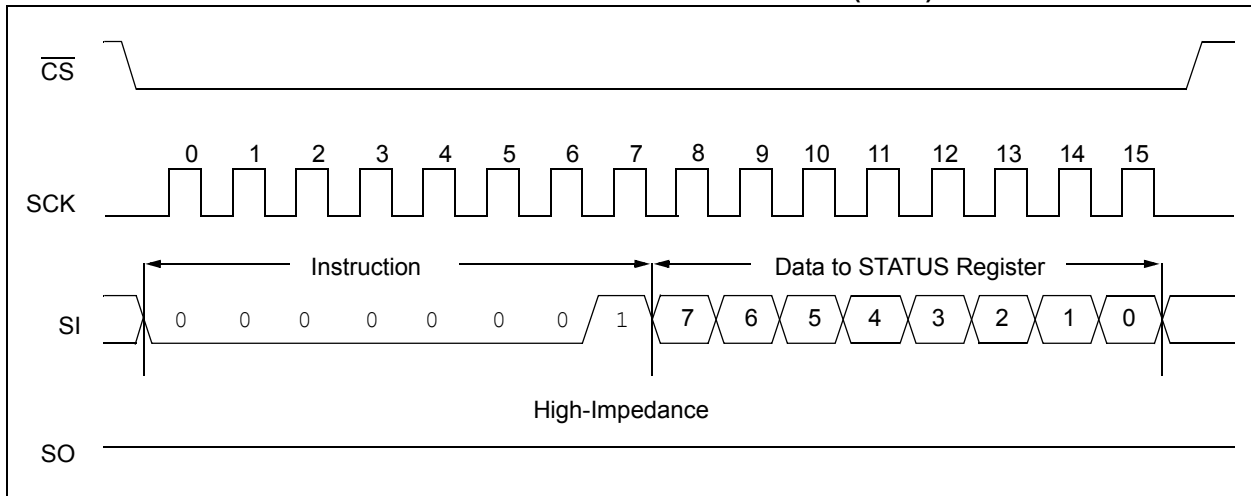 CS
0 1 2 3 4 5 6 7 8 9 10 11 12 13 14 15
SCK
Instruction Data to STATUS Register
SI 0 0 0 0 0 0 0 1 7 6 5 4 3 2 1 0
High-Impedance
SO